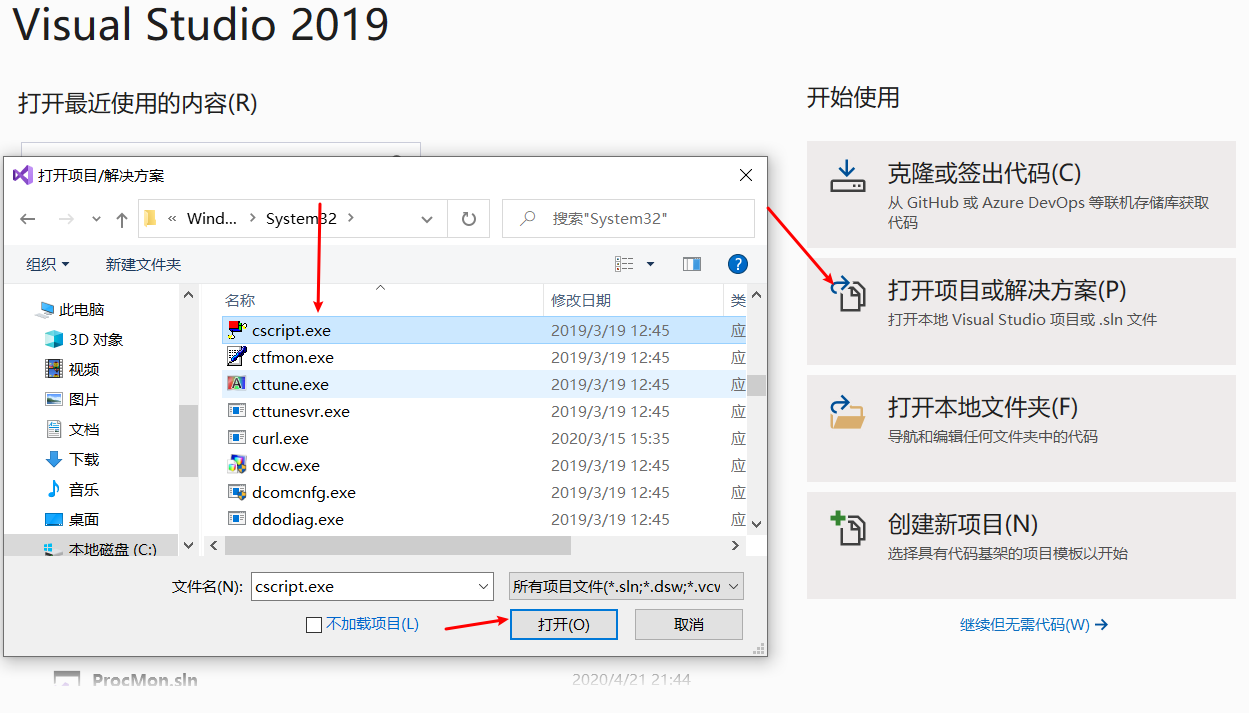 Visual Studio 2019
打开最近使用的内容(R)
打开项目/解决方案
« Wind... › System32 ›
搜索"System32"
组织
新建文件夹
此电脑
3D 对象
视频
图片
文档
下载
音乐
桌面
本地磁盘 (C:)
名称 修改日期 类
cscript.exe 2019/3/19 12:45 应
ctfmon.exe 2019/3/19 12:45 应
cttune.exe 2019/3/19 12:45 应
cttunesvr.exe 2019/3/19 12:45 应
curl.exe 2020/3/15 15:35 应
dccw.exe 2019/3/19 12:45 应
dcomcnfg.exe 2019/3/19 12:45 应
ddodiag.exe 2019/3/19 12:45 应
文件名(N): cscript.exe 所有项目文件(*.sln;*.dsw;*.vcw
不加载项目(L) 打开(O) 取消
ProcMon.sln 2020/4/21 21:44
开始使用
克隆或签出代码(C)
从 GitHub 或 Azure DevOps 等联机存储库获取
代码
打开项目或解决方案(P)
打开本地 Visual Studio 项目或 .sln 文件
打开本地文件夹(F)
导航和编辑任何文件夹中的代码
创建新项目(N)
选择具有代码基架的项目模板以开始
继续但无需代码(W) →